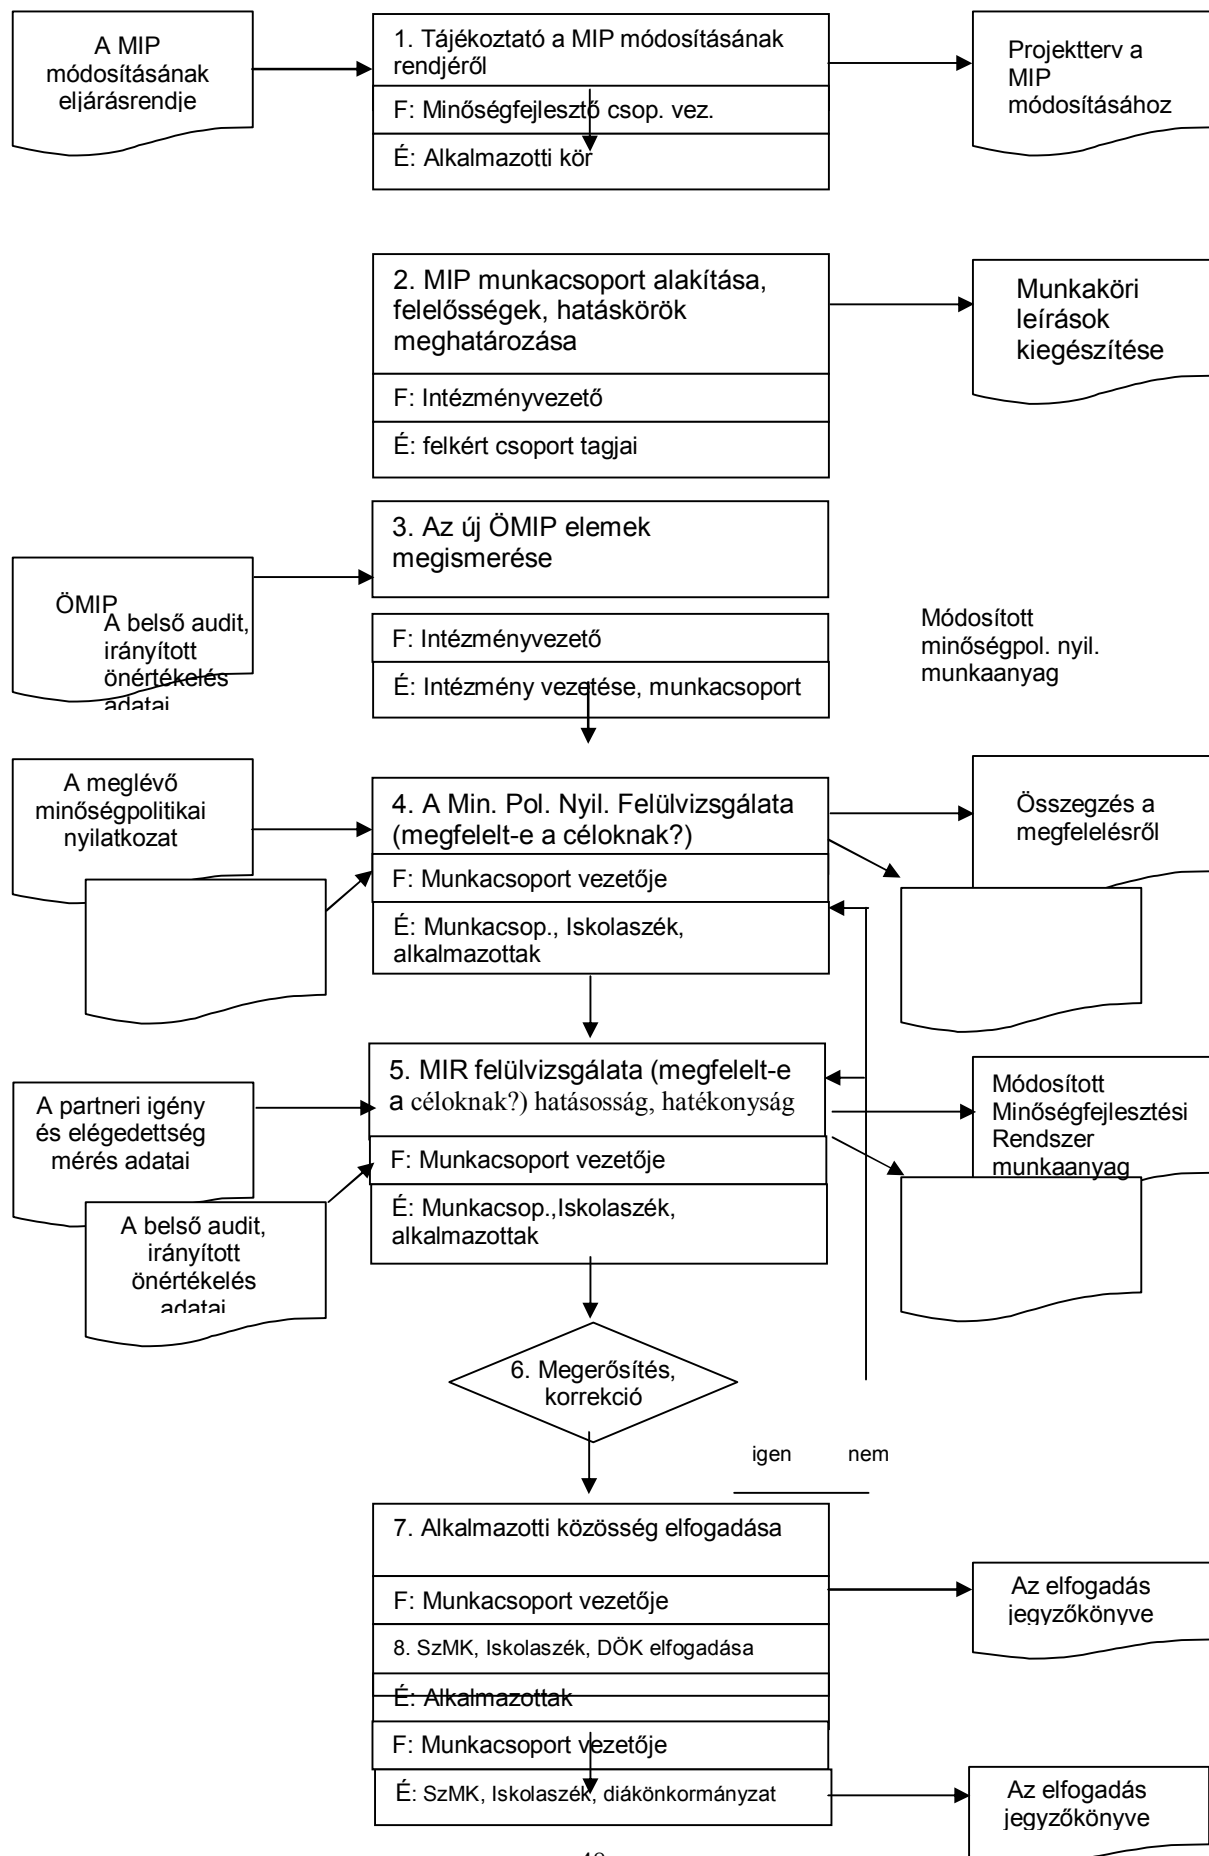 A MIP
módosításának
eljárásrendje
1. Tájékoztató a MIP módosításának
rendjéről
F: Minőségfejlesztő csop. vez.
É: Alkalmazotti kör
Projektterv a
MIP
módosításához
2. MIP munkacsoport alakítása,
felelősségek, hatáskörök
meghatározása
F: Intézményvezető
É: felkért csoport tagjai
Munkaköri
leírások
kiegészítése
3. Az új ÖMIP elemek
megismerése
F: Intézményvezető
É: Intézmény vezetése, munkacsoport
ÖMIP
A belső audit,
irányított
önértékelés
adatai
Módosított
minőségpol. nyil.
munkaanyag
A meglévő
minőségpolitikai
nyilatkozat
4. A Min. Pol. Nyil. Felülvizsgálata
(megfelelt-e a céloknak?)
F: Munkacsoport vezetője
É: Munkacsop., Iskolaszék,
alkalmazottak
Összegzés a
megfelelésről
A partneri igény
és elégedettség
mérés adatai
A belső audit,
irányított
önértékelés
adatai
5. MIR felülvizsgálata (megfelelt-e
a céloknak?) hatásosság, hatékonyság
F: Munkacsoport vezetője
É: Munkacsop.,Iskolaszék,
alkalmazottak
Módosított
Minőségfejlesztési
Rendszer
munkaanyag
6. Megerősítés,
korrekció
igen nem
7. Alkalmazotti közösség elfogadása
F: Munkacsoport vezetője
8. SzMK, Iskolaszék, DÖK elfogadása
É: Alkalmazottak
F: Munkacsoport vezetője
É: SzMK, Iskolaszék, diákönkormányzat
Az elfogadás
jegyzőkönyve
Az elfogadás
jegyzőkönyve